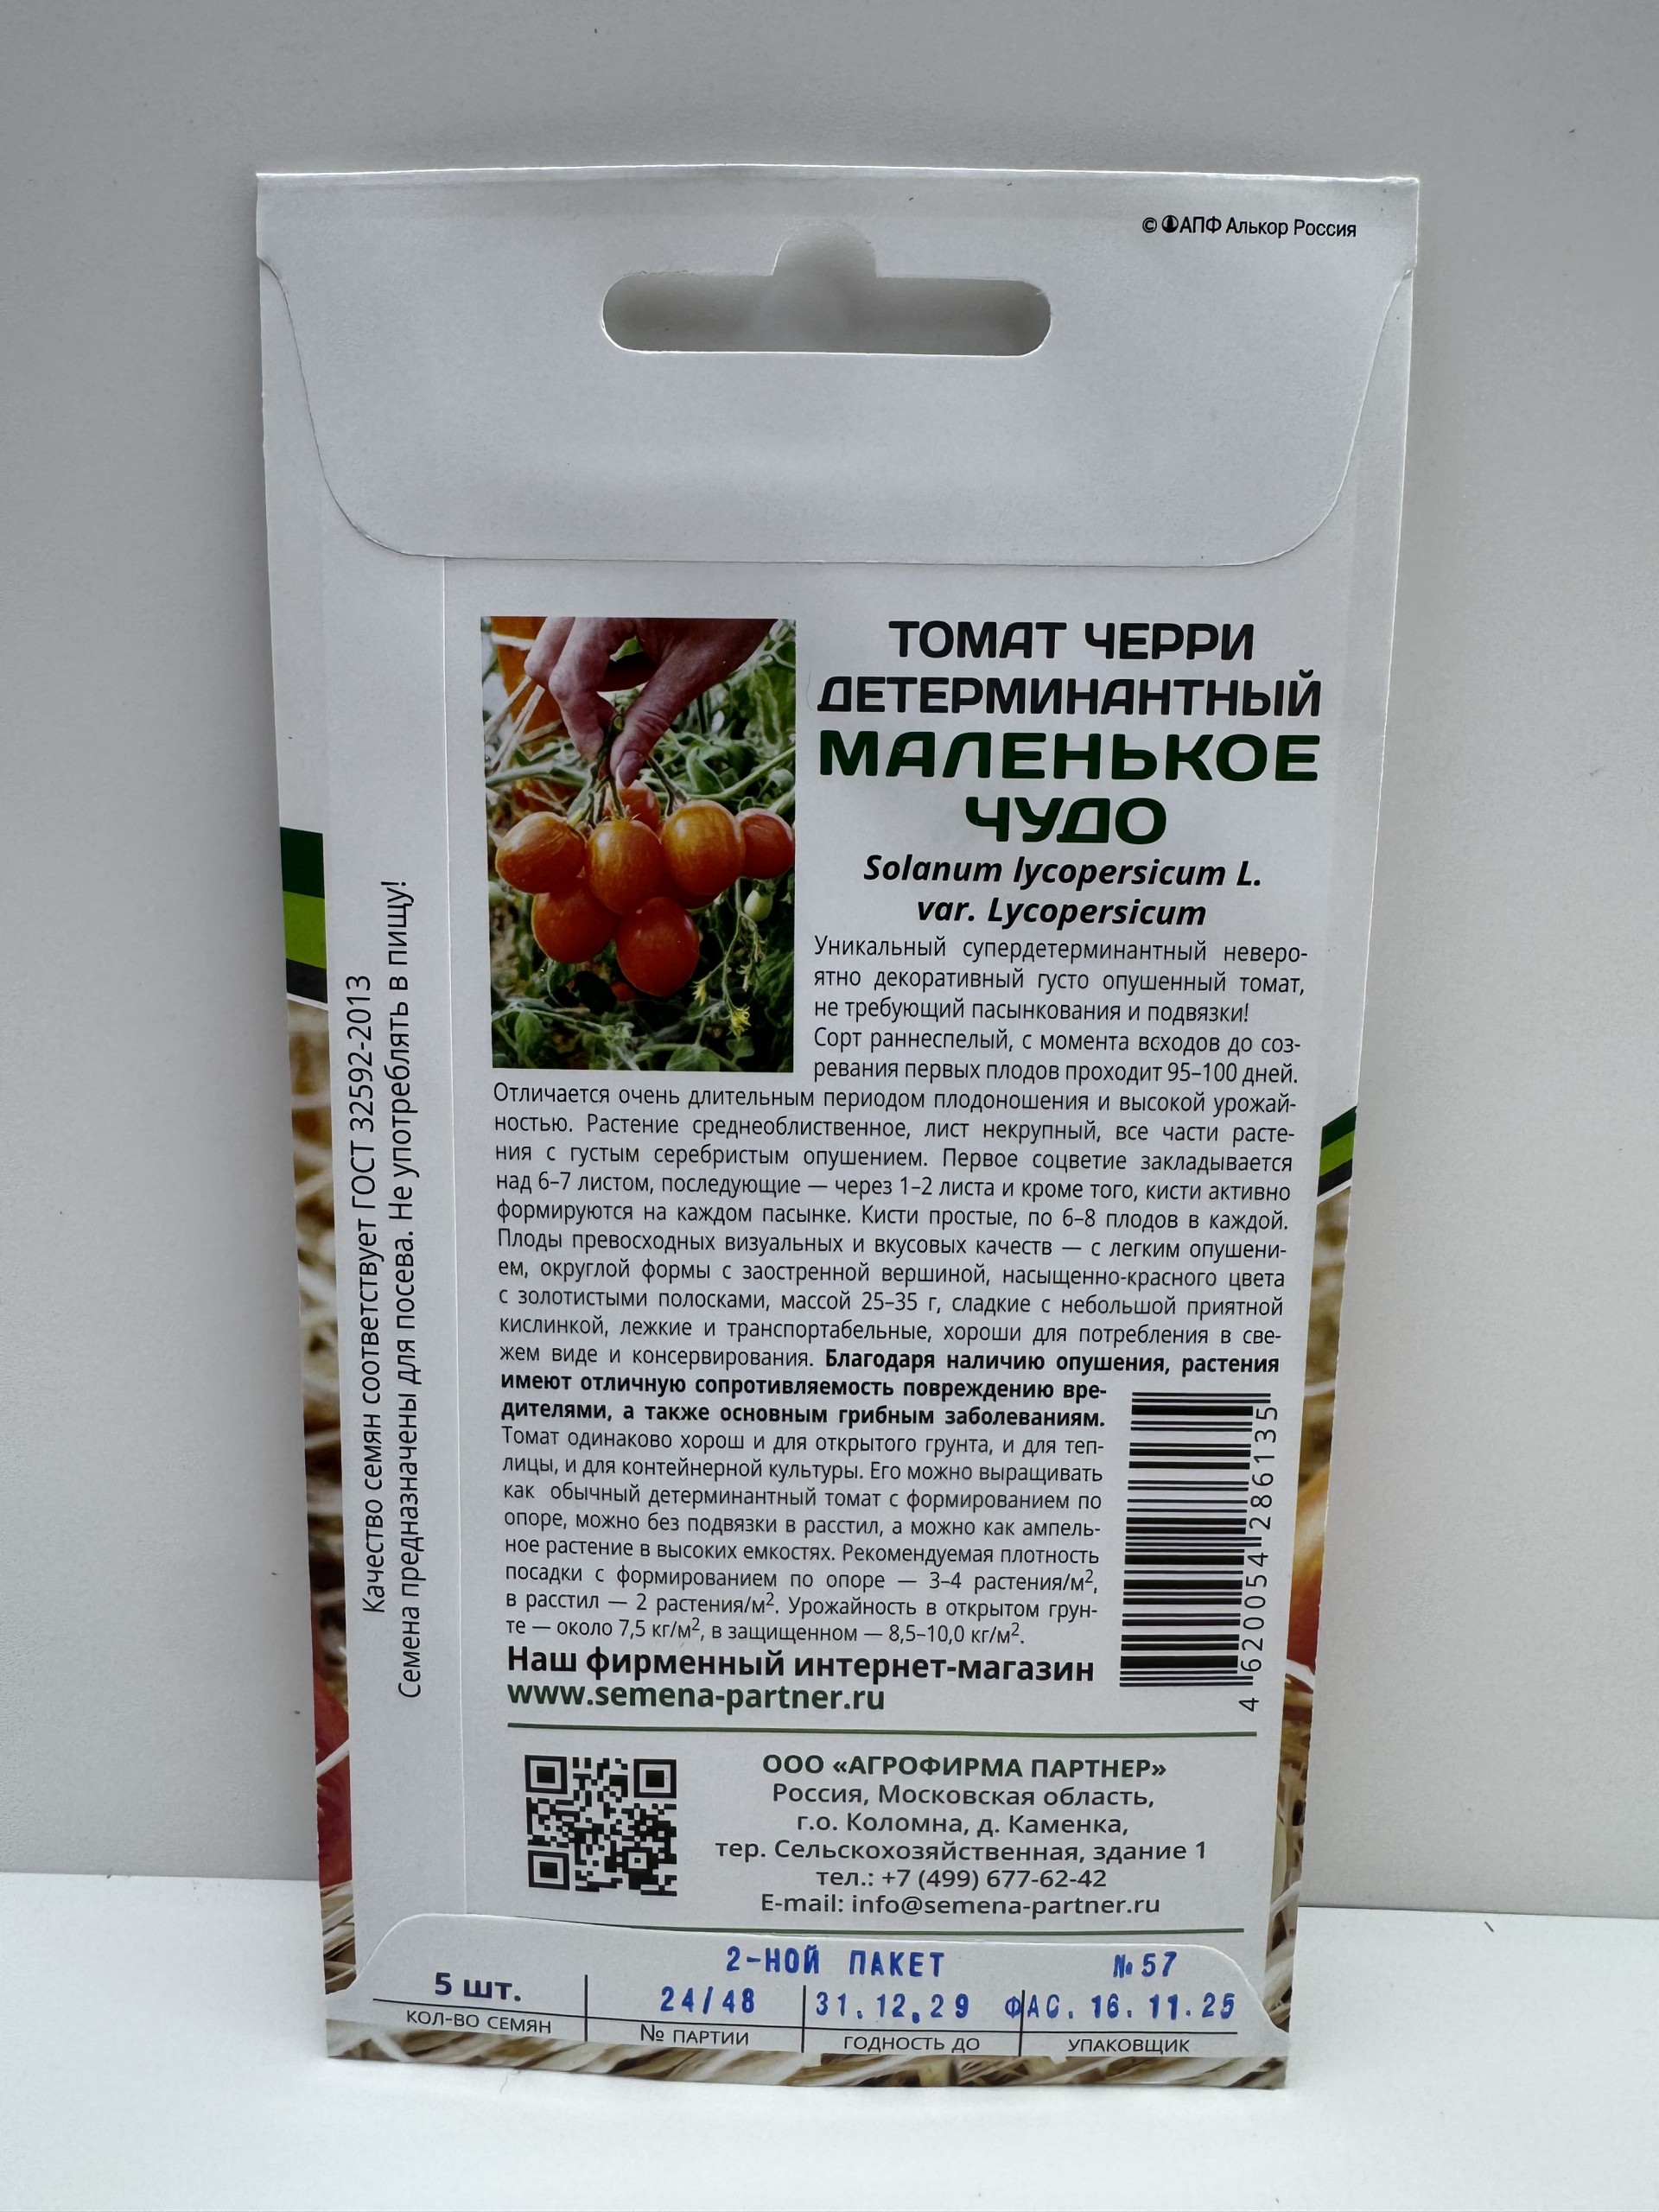 © АПФ Алькор Россия
ТОМАТ ЧЕРРИ
ДЕТЕРМИНАНТНЫЙ
МАЛЕНЬКОЕ
ЧУДО
Solanum lycopersicum L.
var. Lycopersicum
Уникальный супердетерминантный неверо-
ятно декоративный густо опушенный томат,
не требующий пасынкования и подвязки!
Сорт раннеспелый, с момента всходов до соз-
ревания первых плодов проходит 95–100 дней.
Отличается очень длительным периодом плодоношения и высокой урожай-
ностью. Растение среднеоблиственное, лист некрупный, все части расте-
ния с густым серебристым опушением. Первое соцветие закладывается
над 6–7 листом, последующие — через 1–2 листа и кроме того, кисти активно
формируются на каждом пасынке. Кисти простые, по 6–8 плодов в каждой.
Плоды превосходных визуальных и вкусовых качеств — с легким опушени-
ем, округлой формы с заостренной вершиной, насыщенно-красного цвета
с золотистыми полосками, массой 25–35 г, сладкие с небольшой приятной
кислинкой, лежкие и транспортабельные, хороши для потребления в све-
жем виде и консервирования. Благодаря наличию опушения, растения
имеют отличную сопротивляемость повреждению вре-
дителями, а также основным грибным заболеваниям.
Томат одинаково хорош и для открытого грунта, и для теп-
лицы, и для контейнерной культуры. Его можно выращивать
как обычный детерминантный томат с формированием по
опоре, можно без подвязки в расстил, а можно как ампель-
ное растение в высоких емкостях. Рекомендуемая плотность
посадки с формированием по опоре — 3–4 растения/м²,
в расстил — 2 растения/м². Урожайность в открытом грун-
те — около 7,5 кг/м², в защищенном — 8,5–10,0 кг/м².
Наш фирменный интернет-магазин
www.semena-partner.ru
4 620054 286135
ООО «АГРОФИРМА ПАРТНЕР»
Россия, Московская область,
г.о. Коломна, д. Каменка,
тер. Сельскохозяйственная, здание 1
тел.: +7 (499) 677-62-42
E-mail: info@semena-partner.ru
2-НОЙ ПАКЕТ №57
5 шт. 24/48 31.12.29 ФАС. 16.11.25
КОЛ-ВО СЕМЯН № ПАРТИИ ГОДНОСТЬ ДО УПАКОВЩИК
Качество семян соответствует ГОСТ 32592-2013
Семена предназначены для посева. Не употреблять в пищу!